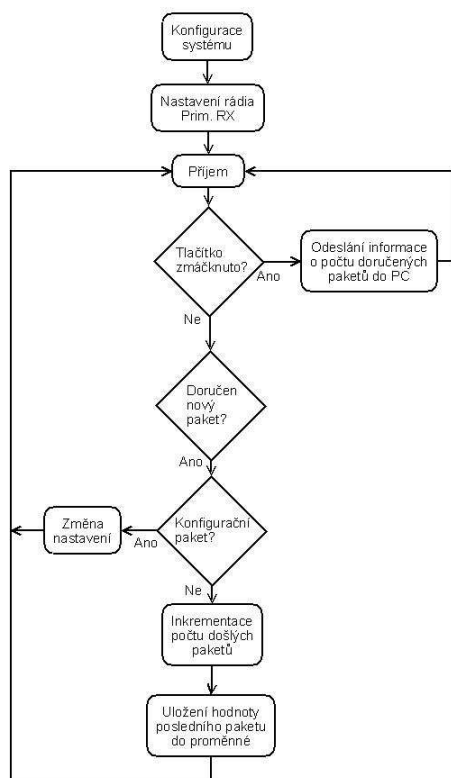 Konfigurace
systému
Nastavení rádia
Prim. RX
Příjem
Tlačítko
zmáčknuto?
Ano
Odeslání informace
o počtu doručených
paketů do PC
Ne
Doručen
nový
paket?
Ano
Konfigurační
paket?
Ano
Změna
nastavení
Ne
Inkrementace
počtu došlých
paketů
Uložení hodnoty
posledního paketu
do proměnné